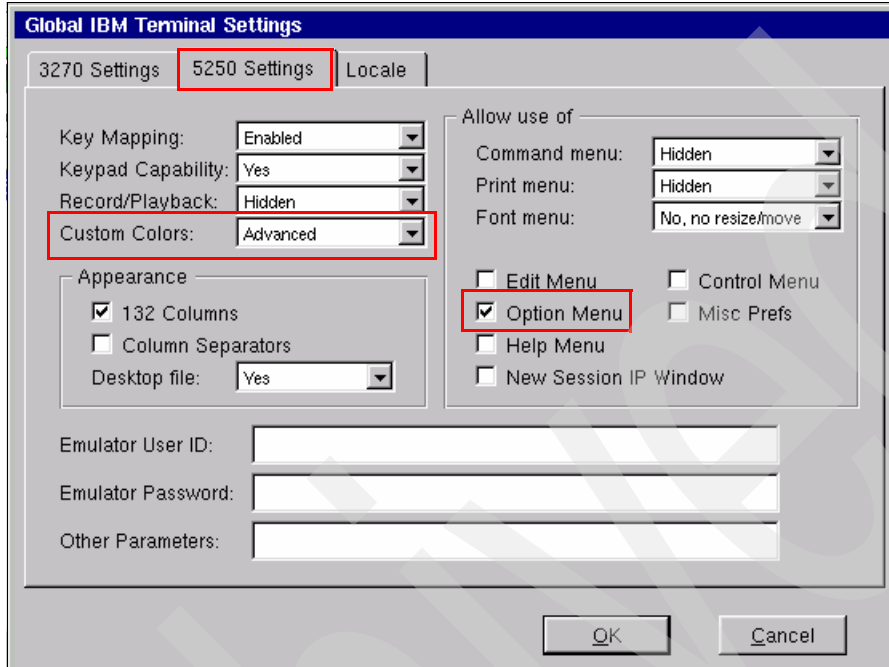 Global IBM Terminal Settings
3270 Settings 5250 Settings Locale
Key Mapping: Enabled
Keypad Capability: Yes
Record/Playback: Hidden
Custom Colors: Advanced
Appearance
132 Columns
Column Separators
Desktop file: Yes
Allow use of
Command menu: Hidden
Print menu: Hidden
Font menu: No, no resize/move
Edit Menu Control Menu
Option Menu Misc Prefs
Help Menu
New Session IP Window
Emulator User ID:
Emulator Password:
Other Parameters:
OK Cancel